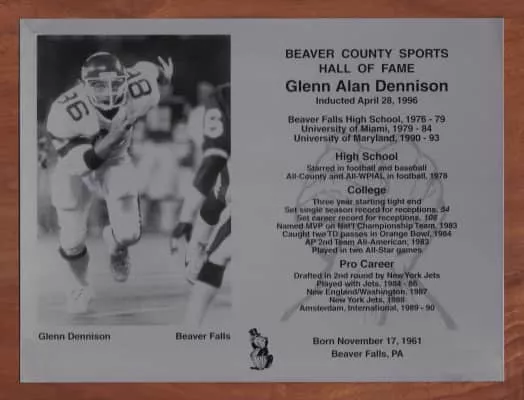 BEAVER COUNTY SPORTS
HALL OF FAME
Glenn Alan Dennison
Inducted April 28, 1996
Beaver Falls High School, 1976 - 79
University of Miami, 1979 - 84
University of Maryland, 1990 - 93
High School
Starred in football and baseball
All-County and All-WPIAL in football, 1978
College
Three year starting tight end
Set single season record for receptions, 54
Set career record for receptions, 108
Named MVP on Nat'l Championship Team, 1983
Caught two TD passes in Orange Bowl, 1984
AP 2nd Team All-American, 1983
Played in two All-Star games
Pro Career
Drafted in 2nd round by New York Jets
Played with Jets, 1984 - 86
New England/Washington, 1987
New York Jets, 1988
Amsterdam, International, 1989 - 90
Born November 17, 1961
Beaver Falls, PA
86
86
6
Glenn Dennison
Beaver Falls